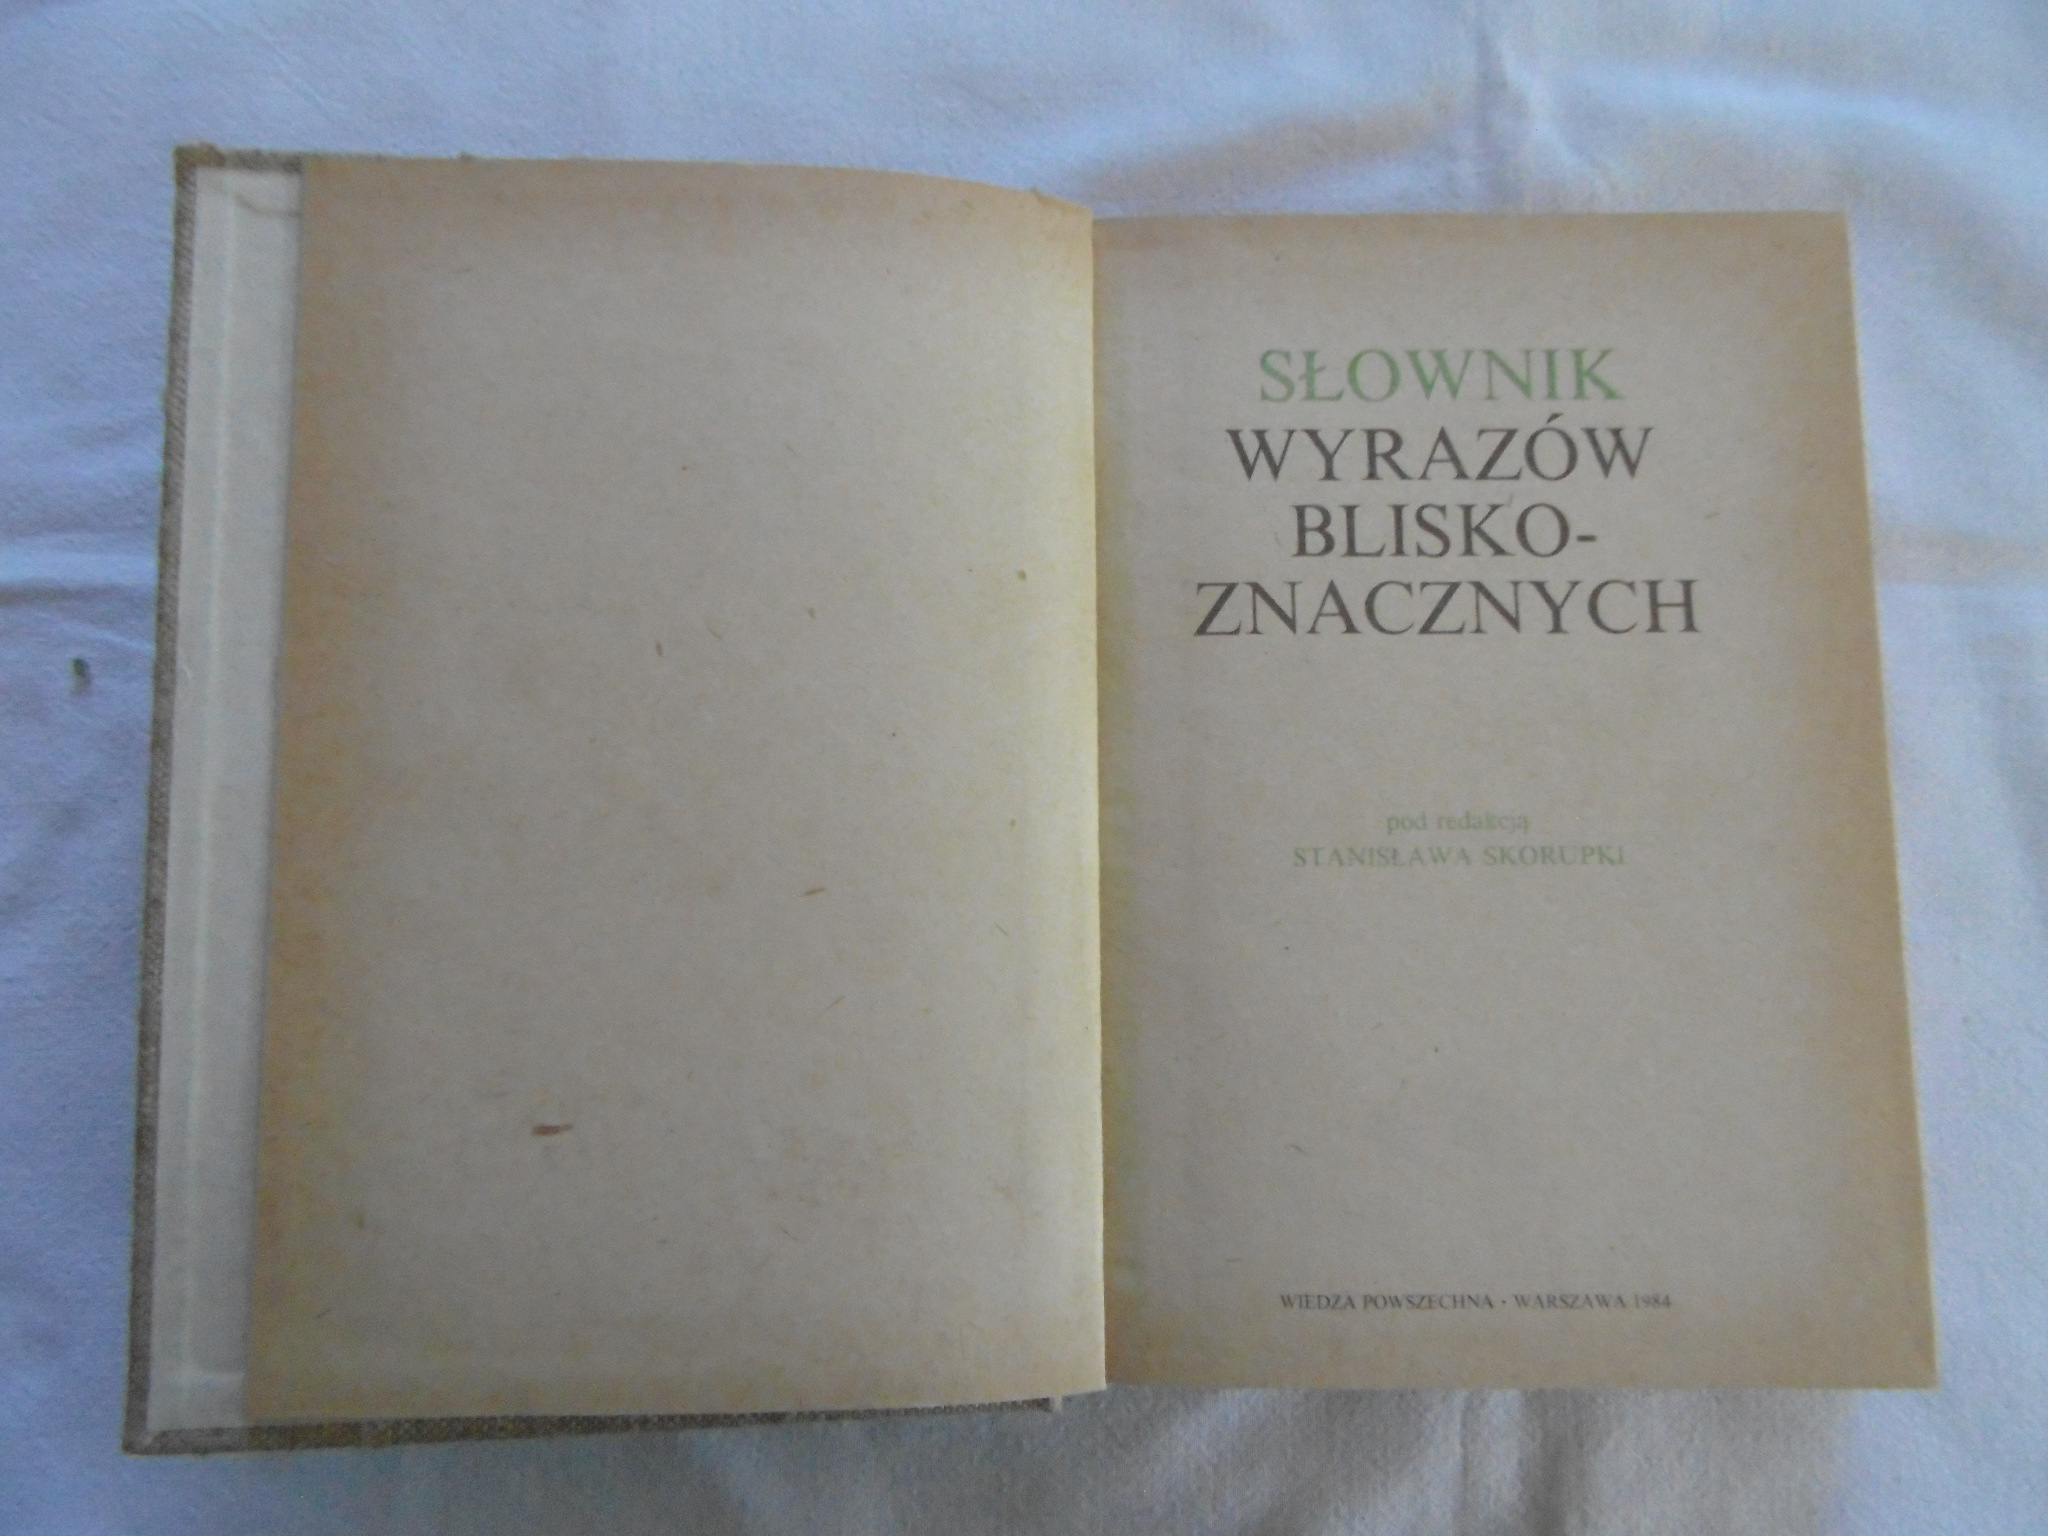 SŁOWNIK
WYRAZÓW
BLISKO-
ZNACZNYCH
pod redakcją
STANISŁAWA SKORUPKI
WIEDZA POWSZECHNA • WARSZAWA 1984